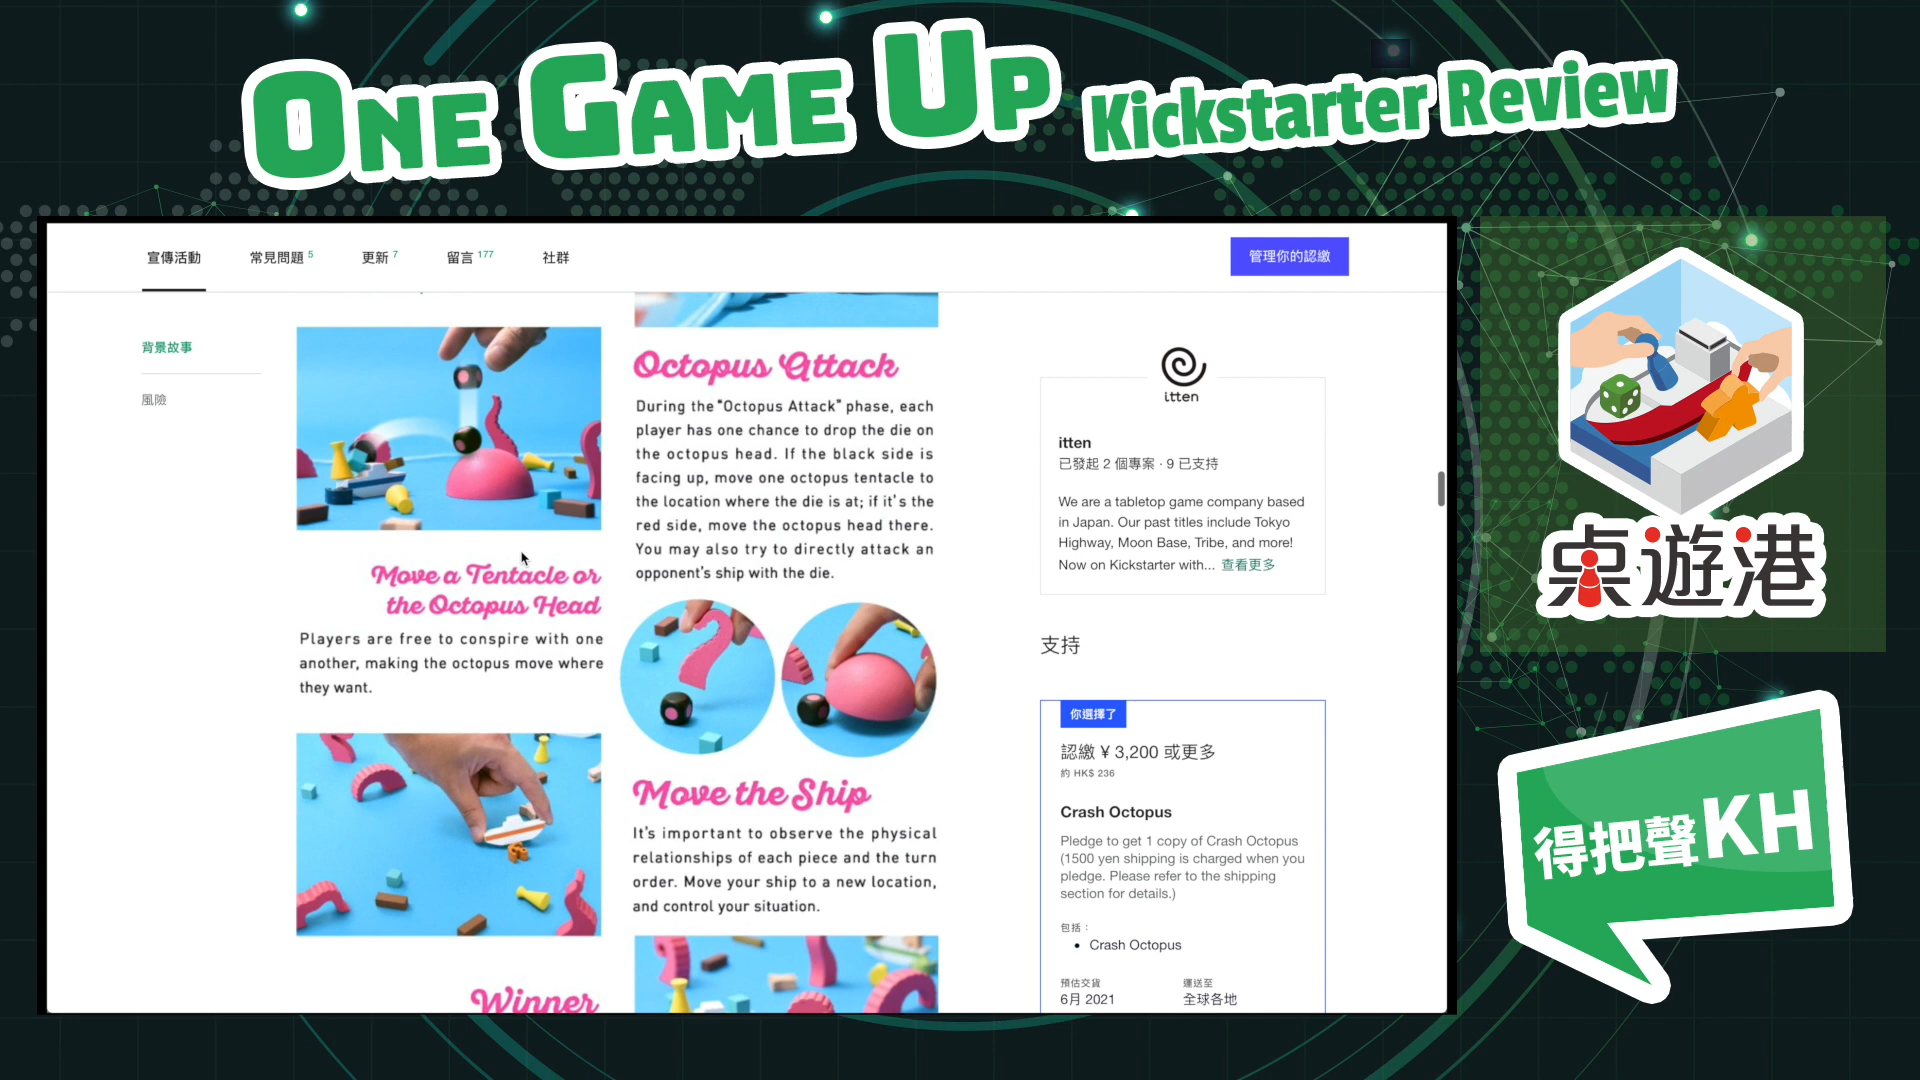 ONE GAME UP Kickstarter Review
宣傳活動
常見問題 5
更新 7
留言 177
社群
管理你的認繳
背景故事
風險
Move a Tentacle or
the Octopus Head
Players are free to conspire with one
another, making the octopus move where
they want.
Winner
Octopus Attack
During the “Octopus Attack” phase, each
player has one chance to drop the die on
the octopus head. If the black side is
facing up, move one octopus tentacle to
the location where the die is at; if it's the
red side, move the octopus head there.
You may also try to directly attack an
opponent's ship with the die.
Move the Ship
It's important to observe the physical
relationships of each piece and the turn
order. Move your ship to a new location,
and control your situation.
itten
itten
已發起 2 個專案 · 9 已支持
We are a tabletop game company based
in Japan. Our past titles include Tokyo
Highway, Moon Base, Tribe, and more!
Now on Kickstarter with... 查看更多
支持
你選擇了
認繳 ¥ 3,200 或更多
約 HK$ 236
Crash Octopus
Pledge to get 1 copy of Crash Octopus
(1500 yen shipping is charged when you
pledge. Please refer to the shipping
section for details.)
包括：
• Crash Octopus
預估交貨
6月 2021
運送至
全球各地
桌遊港
得把聲KH